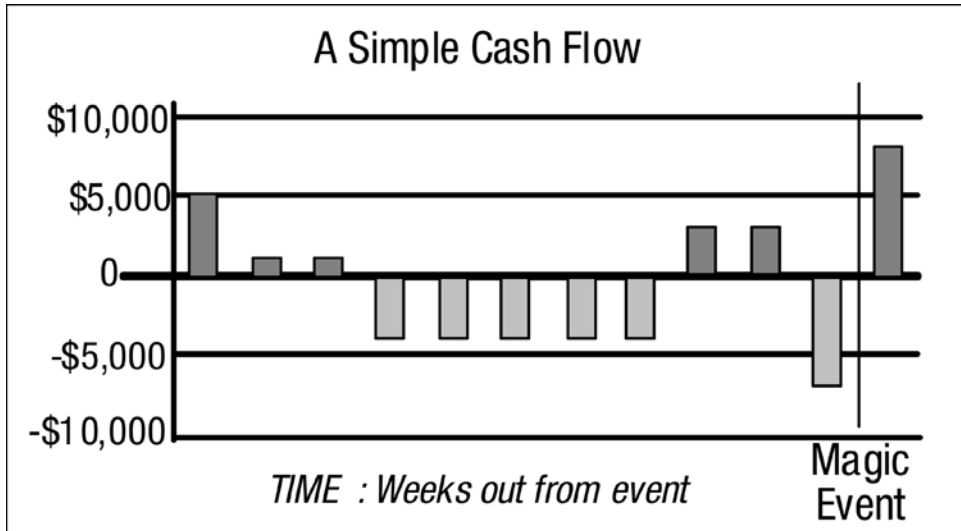 A Simple Cash Flow
$10,000
$5,000
0
-$5,000
-$10,000
TIME : Weeks out from event
Magic
Event